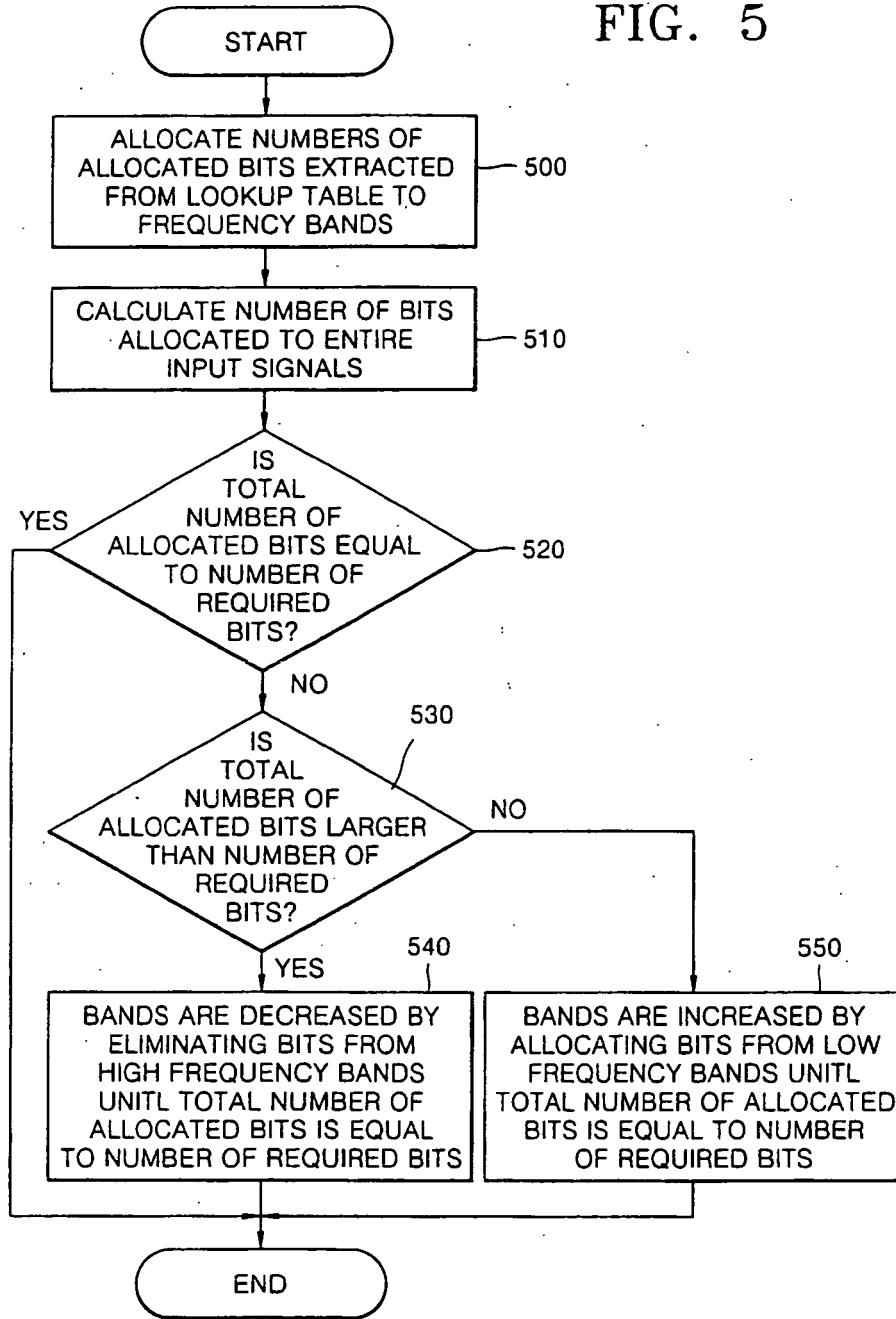 FIG. 5
START
ALLOCATE NUMBERS OF
ALLOCATED BITS EXTRACTED
FROM LOOKUP TABLE TO
FREQUENCY BANDS
500
CALCULATE NUMBER OF BITS
ALLOCATED TO ENTIRE
INPUT SIGNALS
510
IS
TOTAL
NUMBER OF
ALLOCATED BITS EQUAL
TO NUMBER OF
REQUIRED
BITS?
YES
520
NO
530
IS
TOTAL
NUMBER OF
ALLOCATED BITS LARGER
THAN NUMBER OF
REQUIRED
BITS?
NO
YES
540
BANDS ARE DECREASED BY
ELIMINATING BITS FROM
HIGH FREQUENCY BANDS
UNITL TOTAL NUMBER OF
ALLOCATED BITS IS EQUAL
TO NUMBER OF REQUIRED BITS
550
BANDS ARE INCREASED BY
ALLOCATING BITS FROM LOW
FREQUENCY BANDS UNITL
TOTAL NUMBER OF ALLOCATED
BITS IS EQUAL TO NUMBER
OF REQUIRED BITS
END